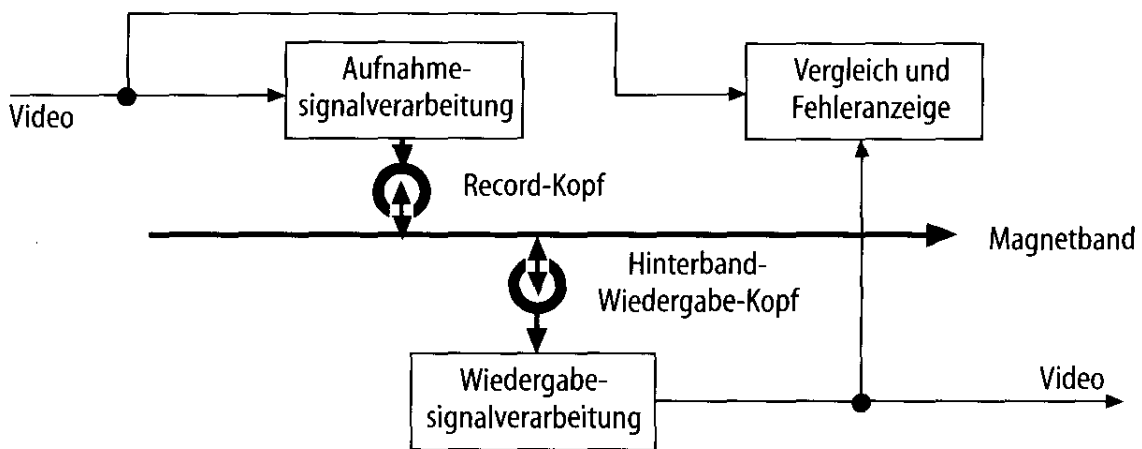 Aufnahme-
signalverarbeitung
Vergleich und
Fehleranzeige
Video
Record-Kopf
Magnetband
Hinterband-
Wiedergabe-Kopf
Wiedergabe-
signalverarbeitung
Video